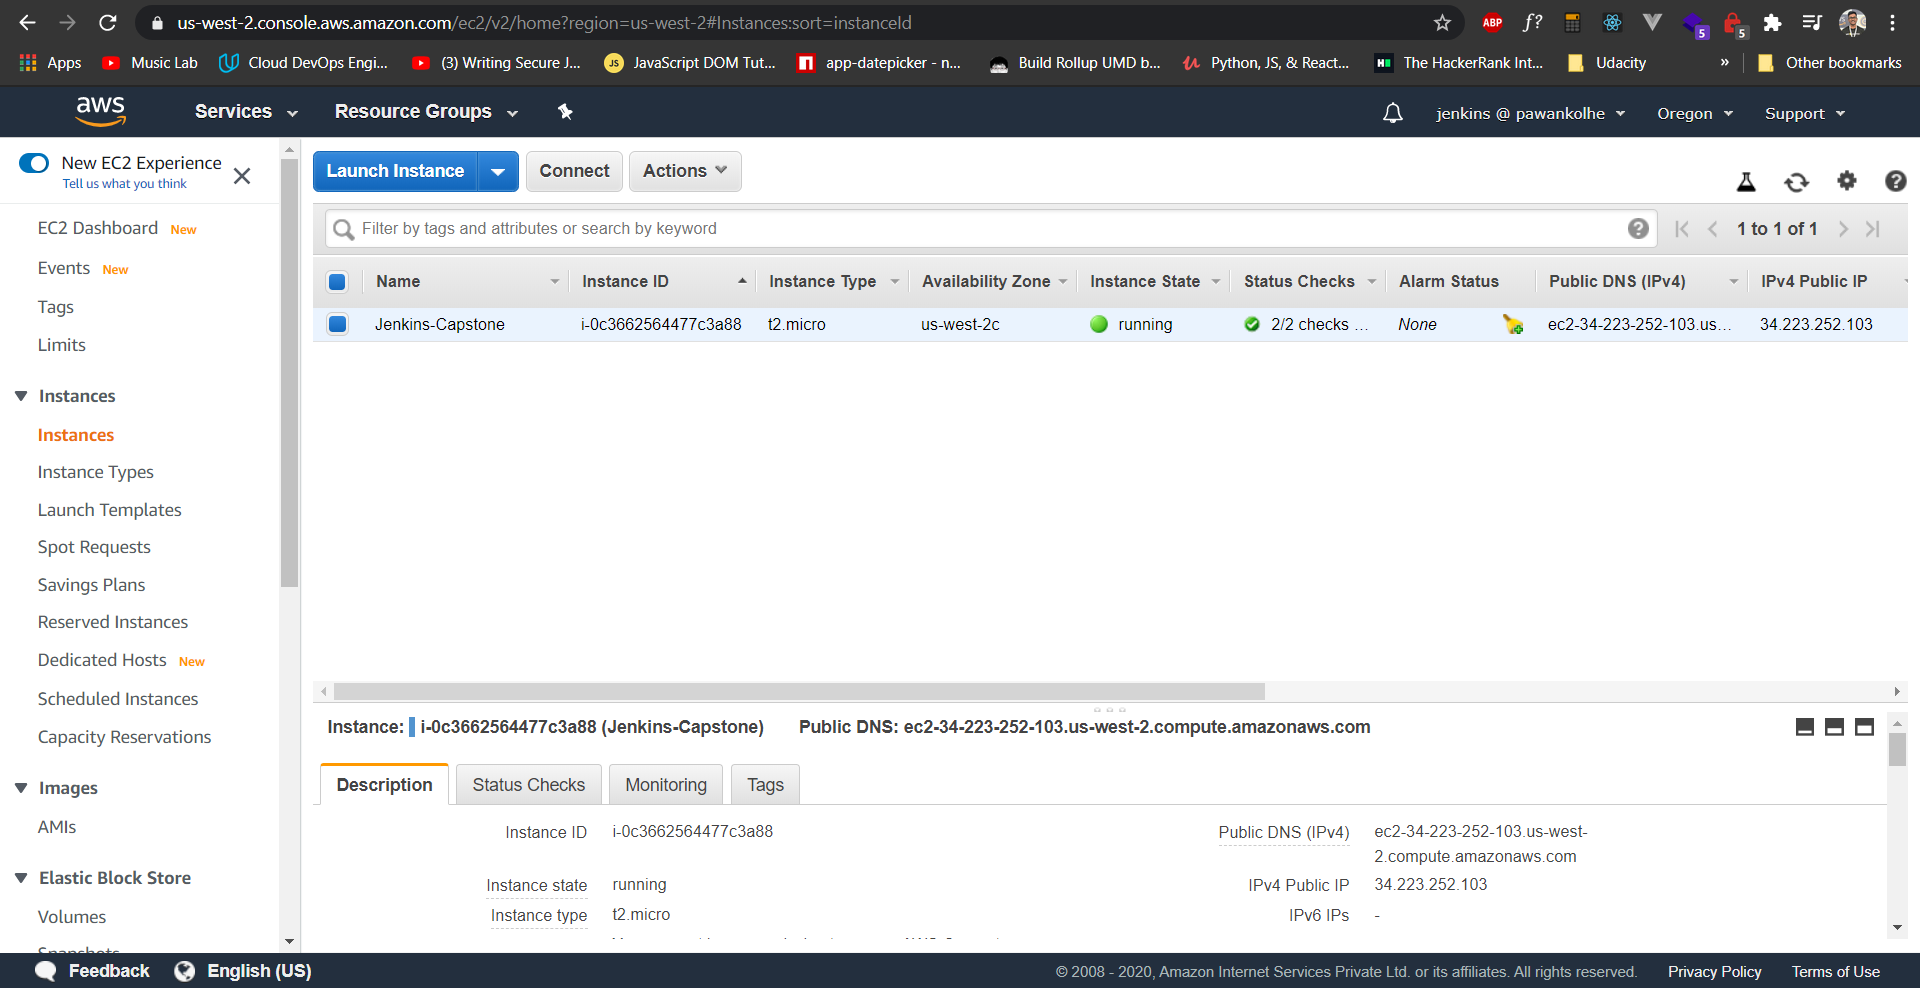 us-west-2.console.aws.amazon.com/ec2/v2/home?region=us-west-2#Instances:sort=instanceId
ABP f? 5 5
Apps Music Lab Cloud DevOps Engi... (3) Writing Secure J... JS JavaScript DOM Tut... app-datepicker - n... Build Rollup UMD b... Python, JS, & React... The HackerRank Int... Udacity » Other bookmarks
aws Services Resource Groups jenkins @ pawankolhe Oregon Support
New EC2 Experience
Tell us what you think
EC2 Dashboard New
Events New
Tags
Limits
Instances
Instances
Instance Types
Launch Templates
Spot Requests
Savings Plans
Reserved Instances
Dedicated Hosts New
Scheduled Instances
Capacity Reservations
Images
AMIs
Elastic Block Store
Volumes
Snapshots
Launch Instance Connect Actions
Filter by tags and attributes or search by keyword
1 to 1 of 1
Name Instance ID Instance Type Availability Zone Instance State Status Checks Alarm Status Public DNS (IPv4) IPv4 Public IP
Jenkins-Capstone i-0c3662564477c3a88 t2.micro us-west-2c running 2/2 checks ... None ec2-34-223-252-103.us... 34.223.252.103
Instance: i-0c3662564477c3a88 (Jenkins-Capstone) Public DNS: ec2-34-223-252-103.us-west-2.compute.amazonaws.com
Description Status Checks Monitoring Tags
Instance ID i-0c3662564477c3a88 Public DNS (IPv4) ec2-34-223-252-103.us-west-
2.compute.amazonaws.com
Instance state running IPv4 Public IP 34.223.252.103
Instance type t2.micro IPv6 IPs -
Feedback English (US) © 2008 - 2020, Amazon Internet Services Private Ltd. or its affiliates. All rights reserved. Privacy Policy Terms of Use